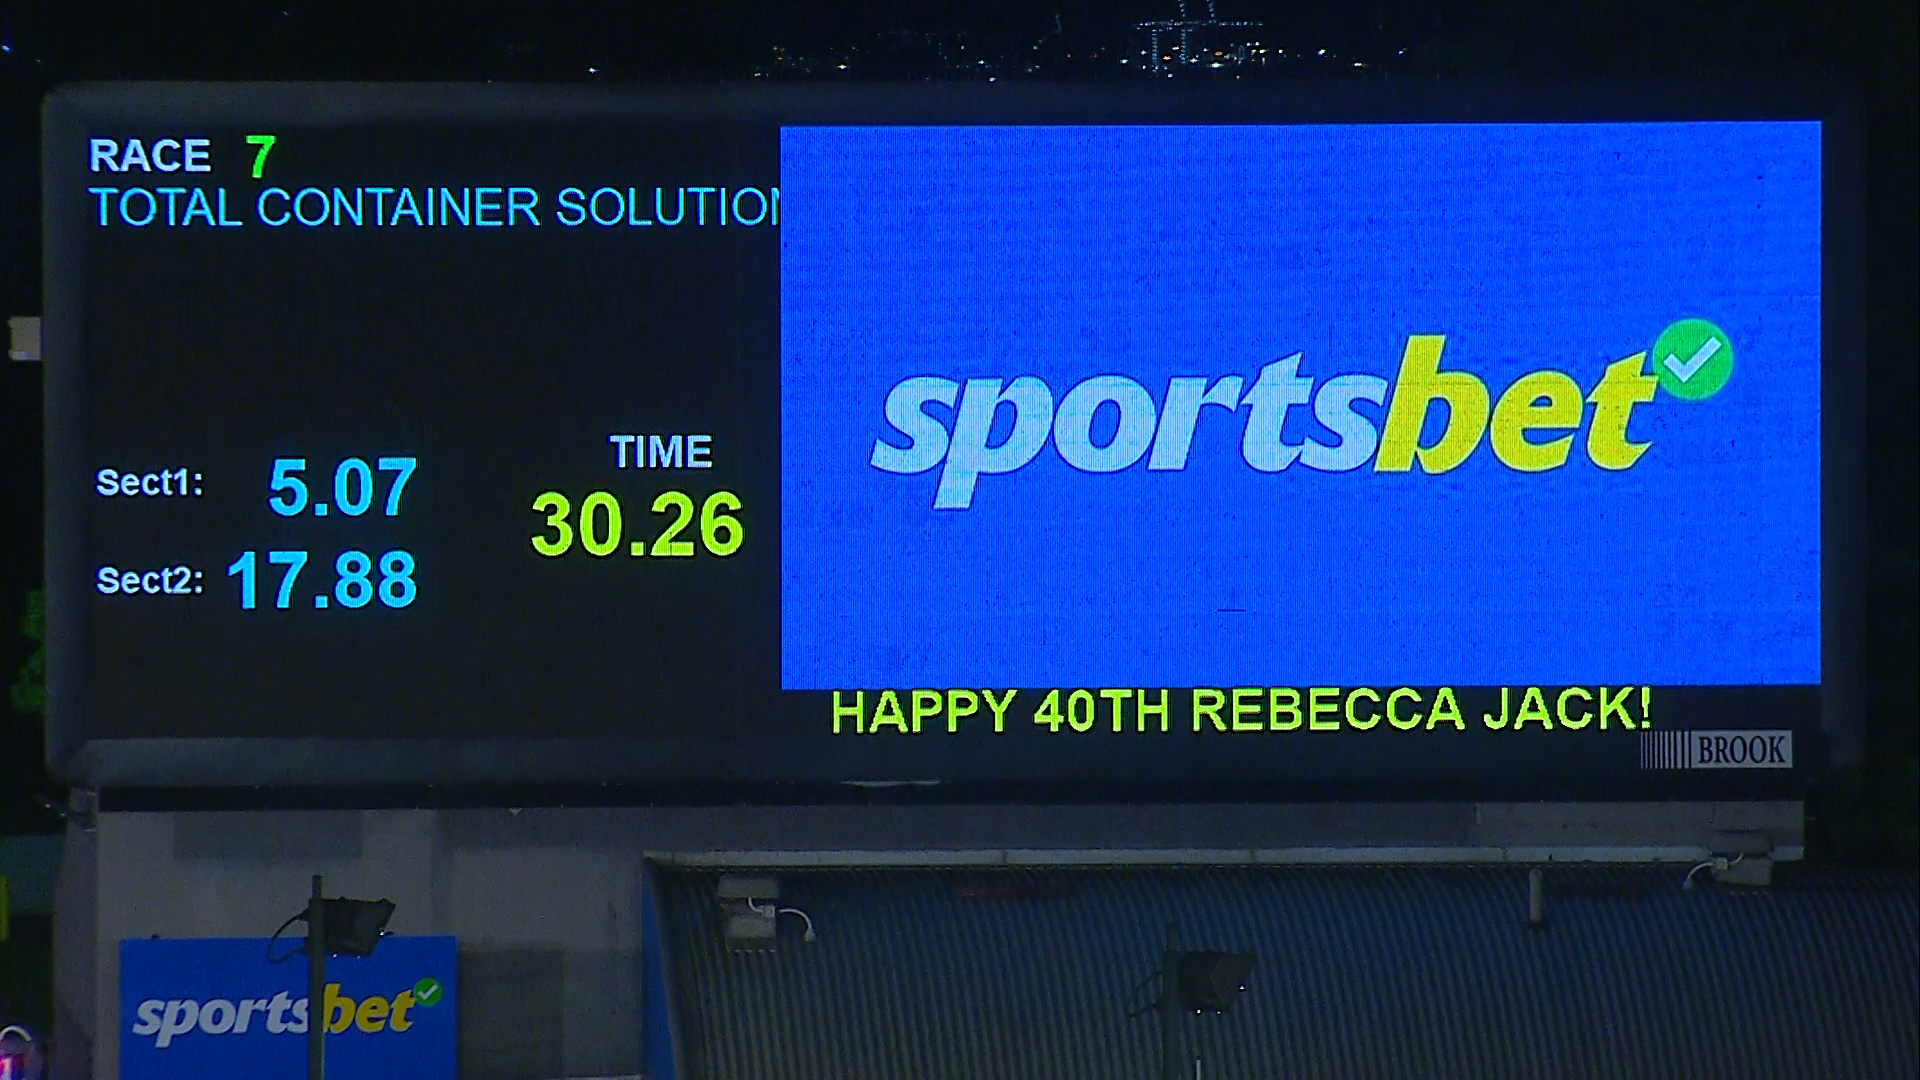 RACE 7
TOTAL CONTAINER SOLUTION
sportsbet
TIME
Sect1: 5.07
30.26
Sect2: 17.88
HAPPY 40TH REBECCA JACK!
BROOK
sportsbet